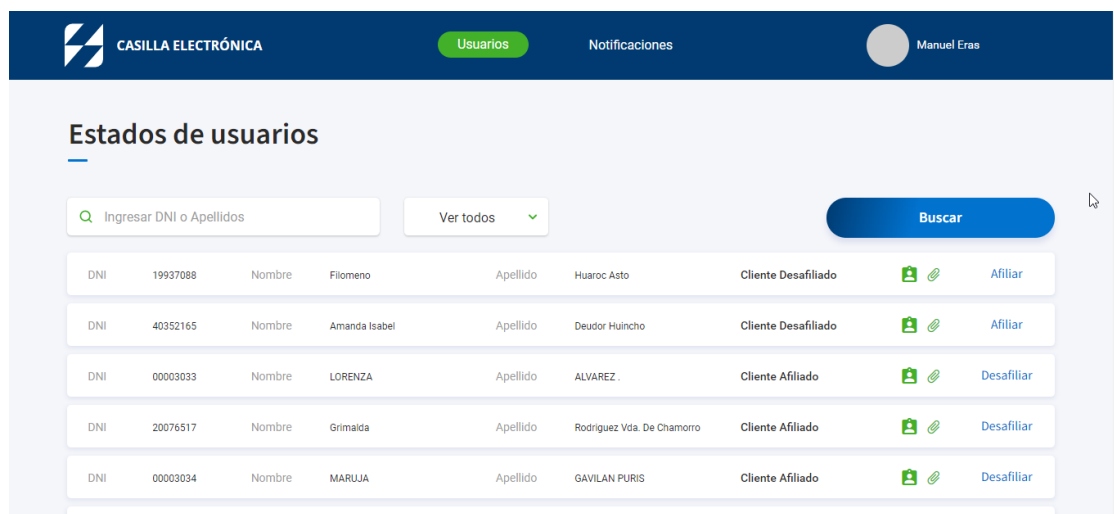 CASILLA ELECTRÓNICA Usuarios Notificaciones Manuel Eras
Estados de usuarios
Ingresar DNI o Apellidos Ver todos Buscar
DNI 19937088 Nombre Filomeno Apellido Huaroc Asto Cliente Desafiliado Afiliar
DNI 40352165 Nombre Amanda Isabel Apellido Deudor Huincho Cliente Desafiliado Afiliar
DNI 00003033 Nombre LORENZA Apellido ALVAREZ . Cliente Afiliado Desafiliar
DNI 20076517 Nombre Grimalda Apellido Rodriguez Vda. De Chamorro Cliente Afiliado Desafiliar
DNI 00003034 Nombre MARUJA Apellido GAVILAN PURIS Cliente Afiliado Desafiliar